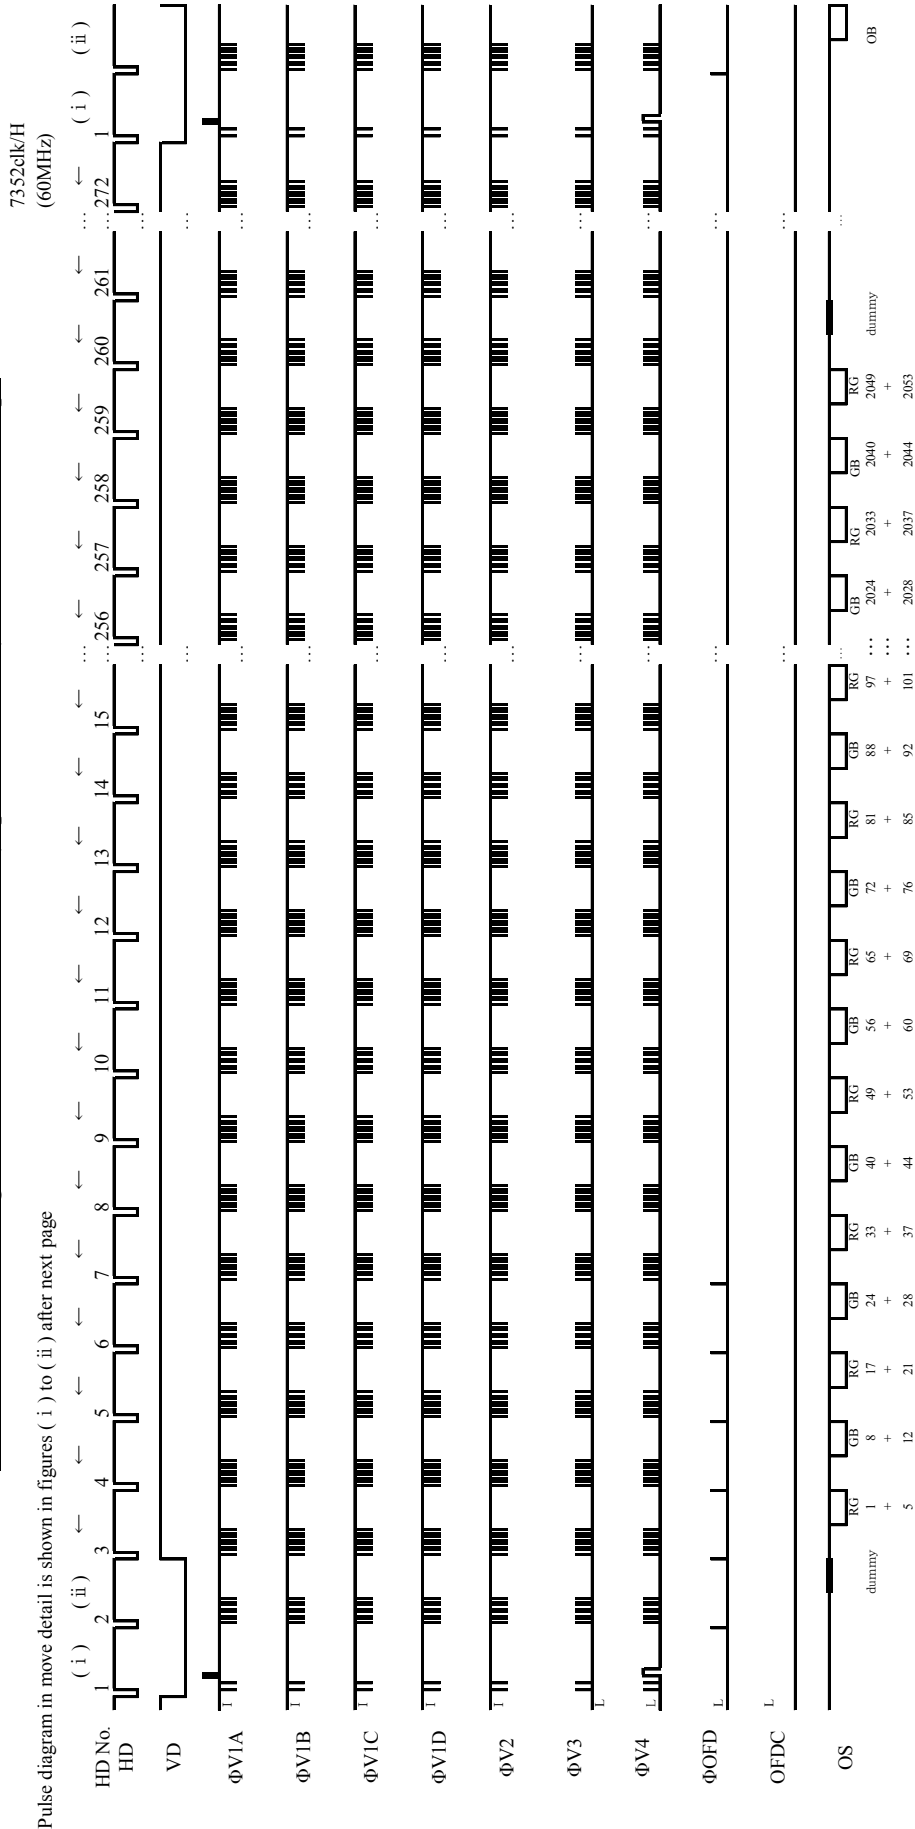 7352clk/H
(60MHz)
Pulse diagram in move detail is shown in figures ( i ) to ( ii ) after next page
( i ) ( ii ) ← ← ← ← ← ← ← ← ← ← ← ← ← … ← ← ← ← ← ← … ← ( i ) ( ii )
HD No. 1 2 3 4 5 6 7 8 9 10 11 12 13 14 15 … 256 257 258 259 260 261 … 272 1
HD …
VD …
ΦV1A I …
ΦV1B I …
ΦV1C I …
ΦV1D I …
ΦV2 I …
ΦV3 L …
ΦV4 L …
ΦOFD L …
OFDC L …
OS …
RG GB RG GB RG GB RG GB RG GB RG GB RG GB RG GB RG
dummy 1 8 17 24 33 40 49 56 65 72 81 88 97 … 2024 2033 2040 2049 dummy OB
+ + + + + + + + + + + + + … + + + +
5 12 21 28 37 44 53 60 69 76 85 92 101 … 2028 2037 2044 2053